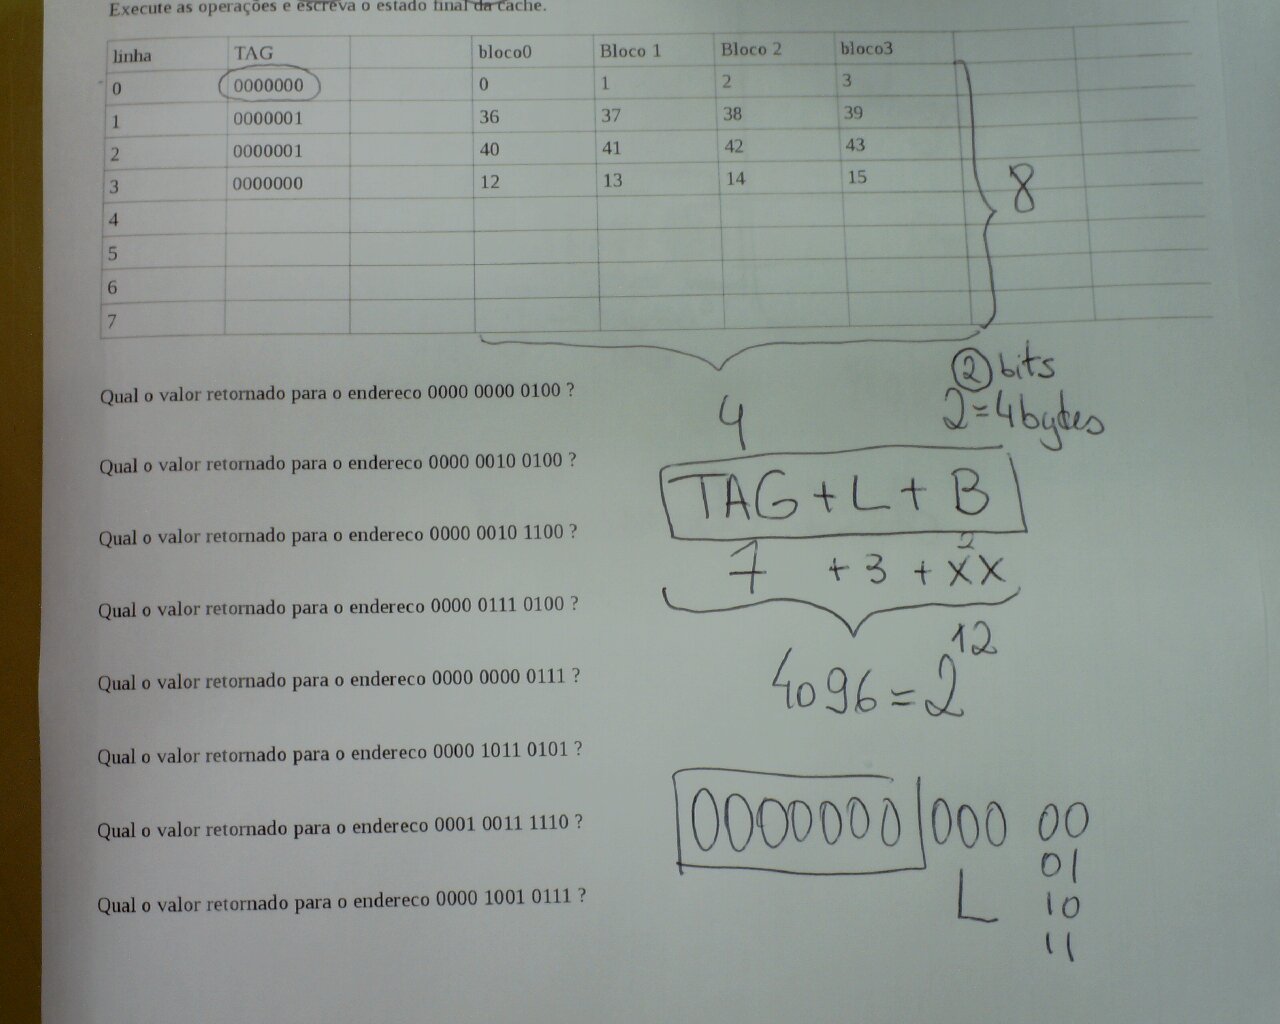 Execute as operações e escreva o estado final da cache.
linha TAG bloco0 Bloco 1 Bloco 2 bloco3
0 0000000 0 1 2 3
1 0000001 36 37 38 39
2 0000001 40 41 42 43
3 0000000 12 13 14 15
4
5
6
7
8
Qual o valor retornado para o endereco 0000 0000 0100 ?
Qual o valor retornado para o endereco 0000 0010 0100 ?
Qual o valor retornado para o endereco 0000 0010 1100 ?
Qual o valor retornado para o endereco 0000 0111 0100 ?
Qual o valor retornado para o endereco 0000 0000 0111 ?
Qual o valor retornado para o endereco 0000 1011 0101 ?
Qual o valor retornado para o endereco 0001 0011 1110 ?
Qual o valor retornado para o endereco 0000 1001 0111 ?
4
2 bits
2=4bytes
TAG + L + B
2
7 + 3 + XX
12
4096=2
0000000 000 00
01
L 10
11